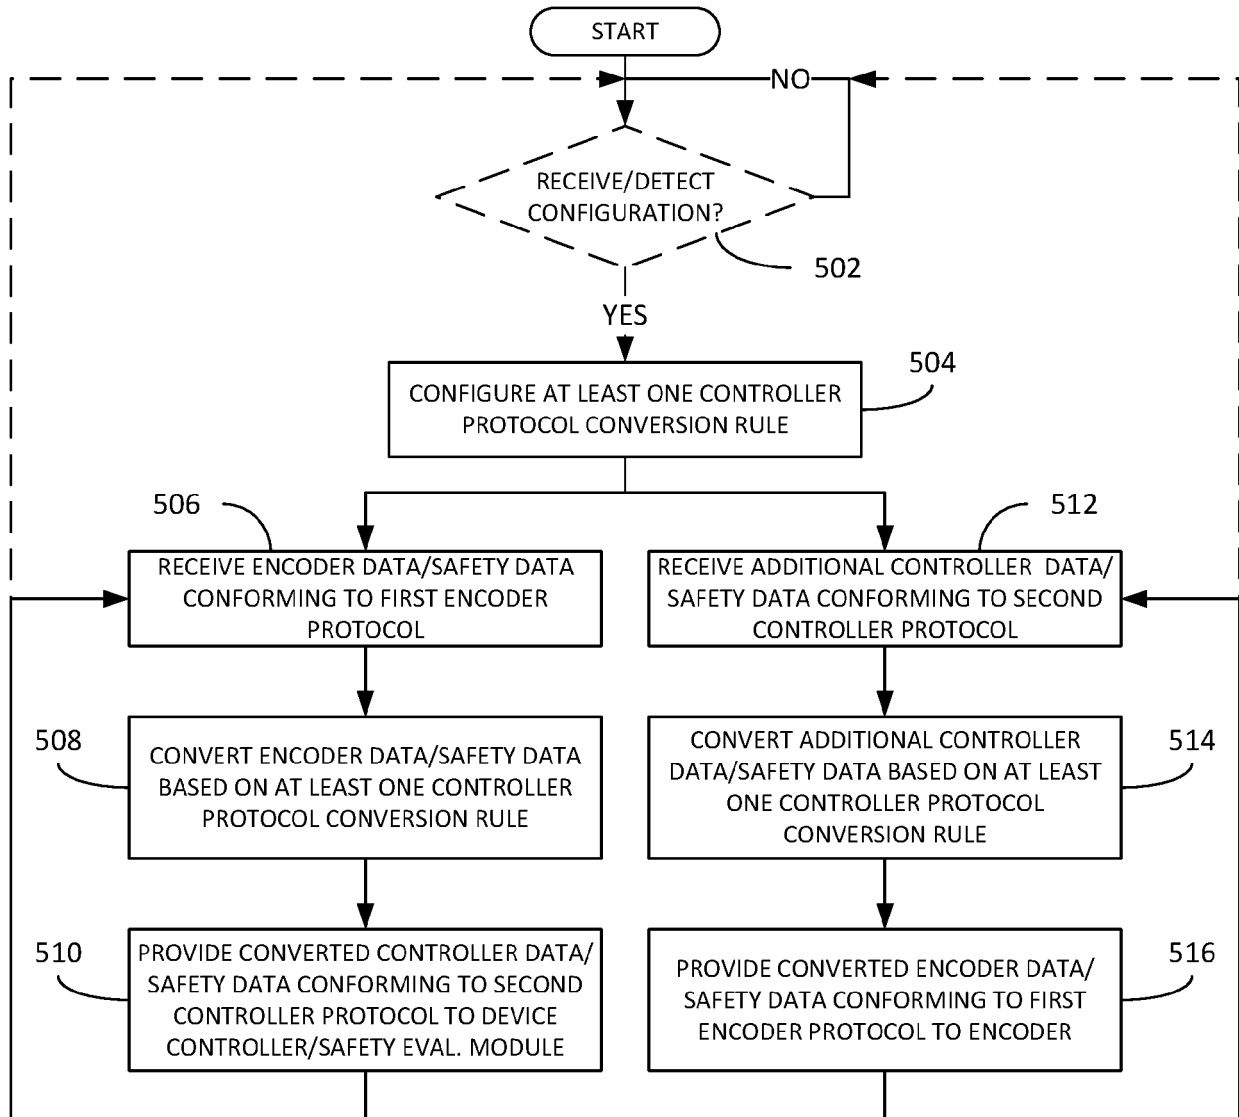 START
NO
RECEIVE/DETECT
CONFIGURATION?
502
YES
504
CONFIGURE AT LEAST ONE CONTROLLER
PROTOCOL CONVERSION RULE
506
512
RECEIVE ENCODER DATA/SAFETY DATA
CONFORMING TO FIRST ENCODER
PROTOCOL
RECEIVE ADDITIONAL CONTROLLER DATA/
SAFETY DATA CONFORMING TO SECOND
CONTROLLER PROTOCOL
508
CONVERT ENCODER DATA/SAFETY DATA
BASED ON AT LEAST ONE CONTROLLER
PROTOCOL CONVERSION RULE
CONVERT ADDITIONAL CONTROLLER
DATA/SAFETY DATA BASED ON AT LEAST
ONE CONTROLLER PROTOCOL
CONVERSION RULE
514
510
PROVIDE CONVERTED CONTROLLER DATA/
SAFETY DATA CONFORMING TO SECOND
CONTROLLER PROTOCOL TO DEVICE
CONTROLLER/SAFETY EVAL. MODULE
PROVIDE CONVERTED ENCODER DATA/
SAFETY DATA CONFORMING TO FIRST
ENCODER PROTOCOL TO ENCODER
516